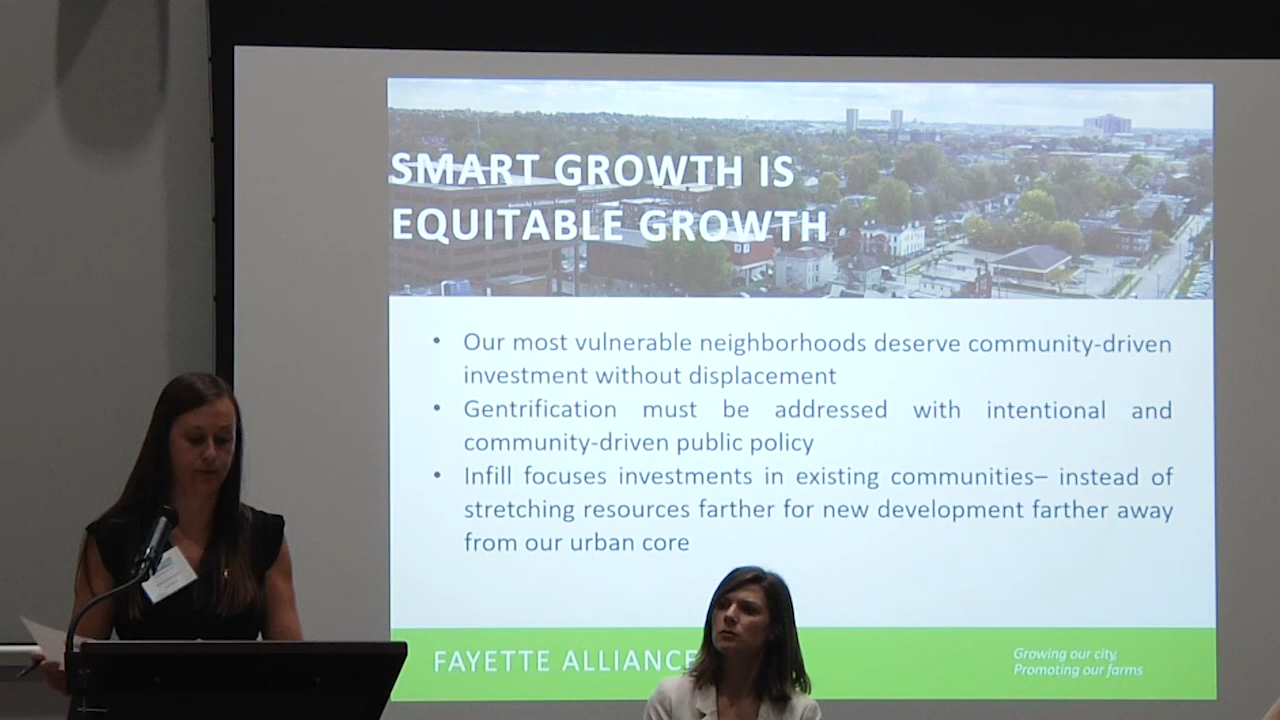 SMART GROWTH IS
EQUITABLE GROWTH
• Our most vulnerable neighborhoods deserve community-driven
investment without displacement
• Gentrification must be addressed with intentional and
community-driven public policy
• Infill focuses investments in existing communities– instead of
stretching resources farther for new development farther away
from our urban core
FAYETTE ALLIANCE
Growing our city,
Promoting our farms